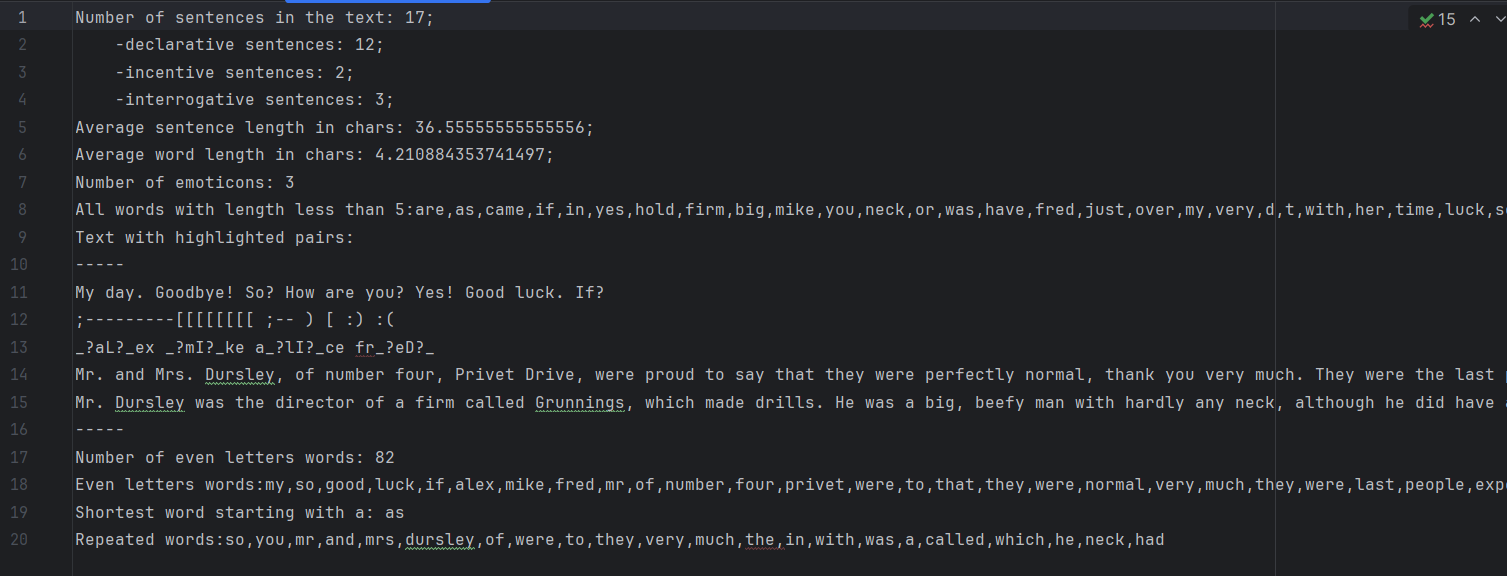 15
1 Number of sentences in the text: 17;
2 -declarative sentences: 12;
3 -incentive sentences: 2;
4 -interrogative sentences: 3;
5 Average sentence length in chars: 36.55555555555556;
6 Average word length in chars: 4.210884353741497;
7 Number of emoticons: 3
8 All words with length less than 5:are,as,came,if,in,yes,hold,firm,big,mike,you,neck,or,was,have,fred,just,over,my,very,d,t,with,her,time,luck,
9 Text with highlighted pairs:
10 -----
11 My day. Goodbye! So? How are you? Yes! Good luck. If?
12 ;---------[[[[[[[[ ;-- ) [ :) :(
13 _?aL?_ex _?mI?_ke a_?lI?_ce fr_?eD?_
14 Mr. and Mrs. Dursley, of number four, Privet Drive, were proud to say that they were perfectly normal, thank you very much. They were the last
15 Mr. Dursley was the director of a firm called Grunnings, which made drills. He was a big, beefy man with hardly any neck, although he did have
16 -----
17 Number of even letters words: 82
18 Even letters words:my,so,good,luck,if,alex,mike,fred,mr,of,number,four,privet,were,to,that,they,were,normal,very,much,they,were,last,people,
19 Shortest word starting with a: as
20 Repeated words:so,you,mr,and,mrs,dursley,of,were,to,they,very,much,the,in,with,was,a,called,which,he,neck,had